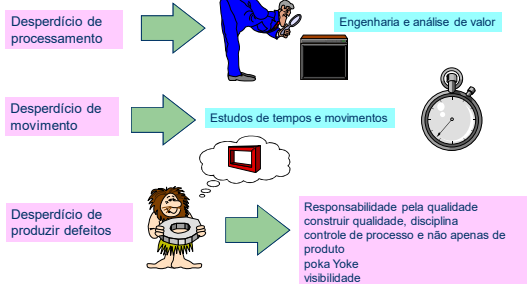 Desperdício de
processamento
Engenharia e análise de valor
Desperdício de
movimento
Estudos de tempos e movimentos
Desperdício de
produzir defeitos
Responsabilidade pela qualidade
construir qualidade, disciplina
controle de processo e não apenas de
produto
poka Yoke
visibilidade